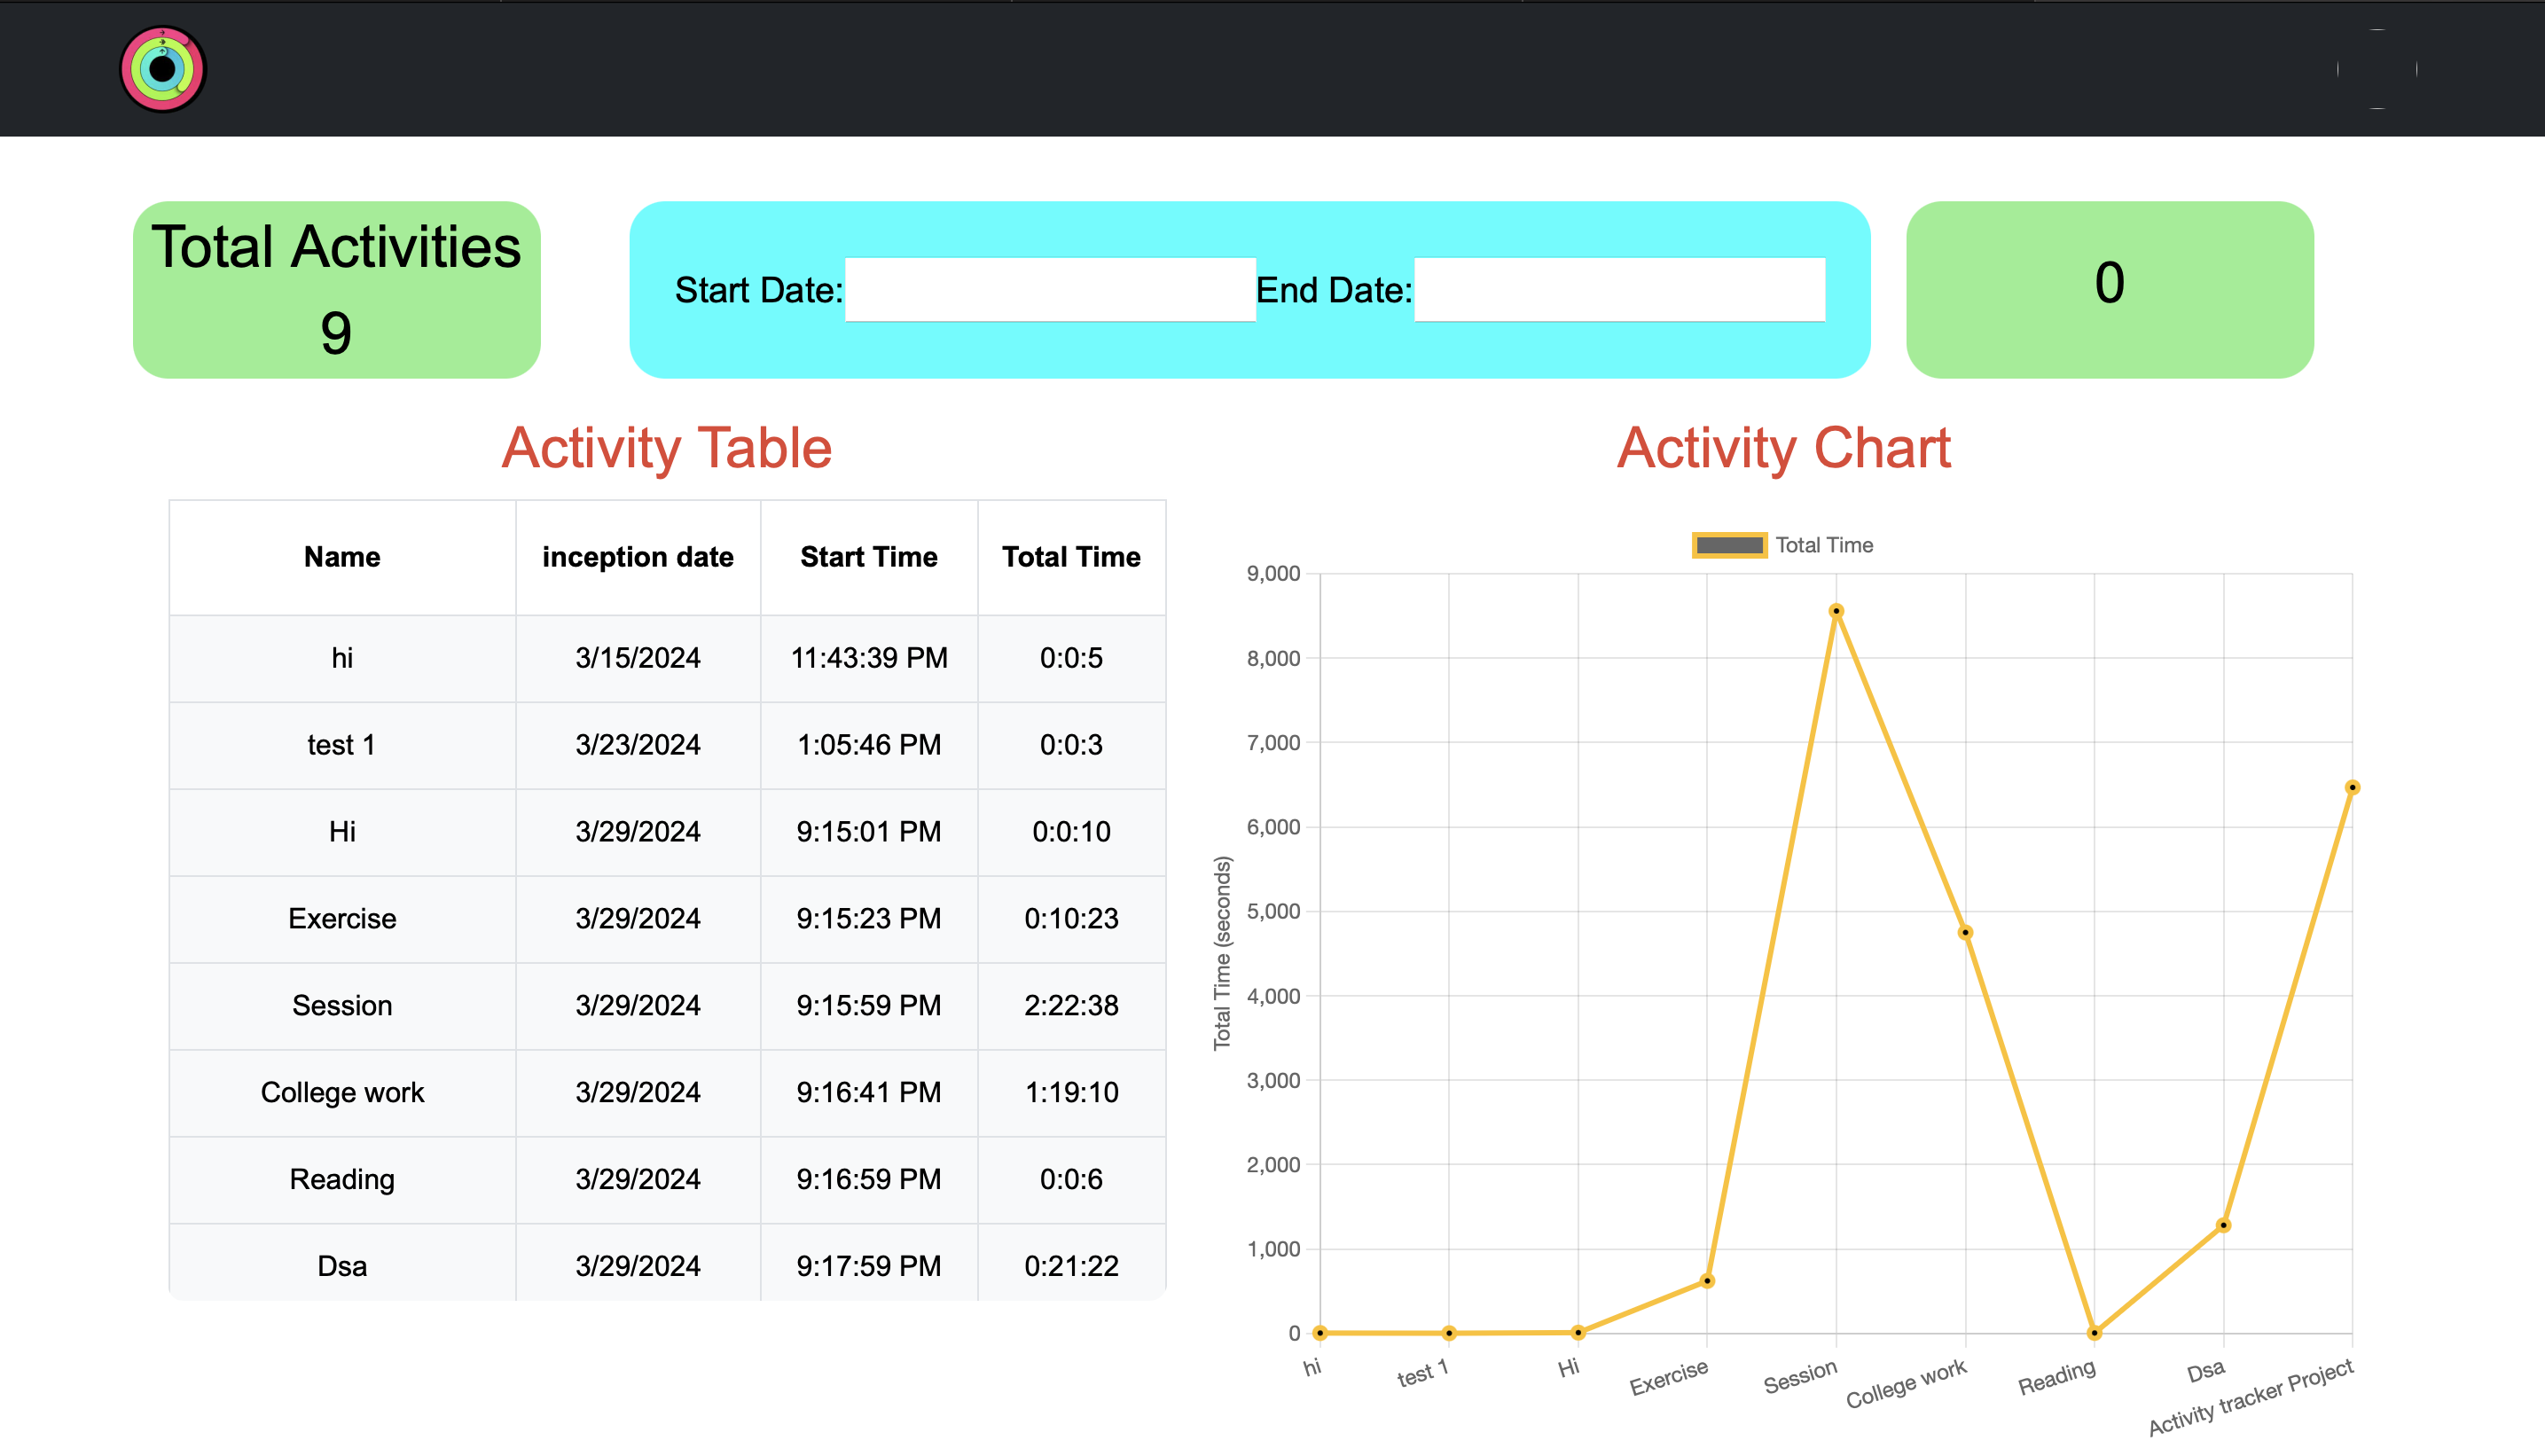 Total Activities
9
Start Date: End Date:
0
Activity Table
Name inception date Start Time Total Time
hi 3/15/2024 11:43:39 PM 0:0:5
test 1 3/23/2024 1:05:46 PM 0:0:3
Hi 3/29/2024 9:15:01 PM 0:0:10
Exercise 3/29/2024 9:15:23 PM 0:10:23
Session 3/29/2024 9:15:59 PM 2:22:38
College work 3/29/2024 9:16:41 PM 1:19:10
Reading 3/29/2024 9:16:59 PM 0:0:6
Dsa 3/29/2024 9:17:59 PM 0:21:22
Activity Chart
Total Time
Total Time (seconds)
9,000
8,000
7,000
6,000
5,000
4,000
3,000
2,000
1,000
0
hi test 1 Hi Exercise Session College work Reading Dsa Activity tracker Project